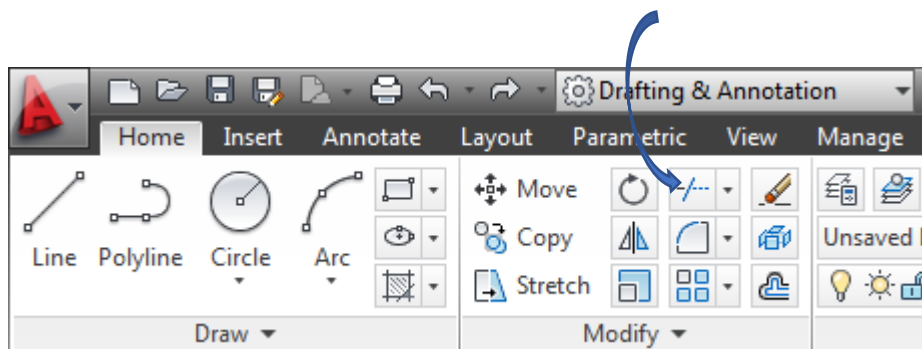 Drafting & Annotation
Home Insert Annotate Layout Parametric View Manage
Move
Copy
Stretch
Line Polyline Circle Arc
Unsaved
Draw Modify